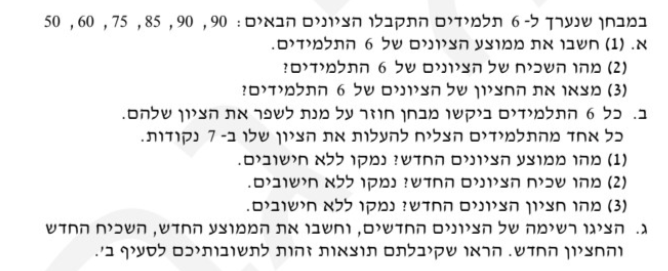 במבחן שנערך ל-6 תלמידים התקבלו הציונים הבאים: 90, 90, 85, 75, 60, 50
א. (1) חשבו את ממוצע הציונים של 6 התלמידים.
(2) מהו השכיח של הציונים של 6 התלמידים?
(3) מצאו את החציון של הציונים של 6 התלמידים?
ב. כל 6 התלמידים ביקשו מבחן חוזר על מנת לשפר את הציון שלהם.
כל אחד מהתלמידים הצליח להעלות את הציון שלו ב- 7 נקודות.
(1) מהו ממוצע הציונים החדש? נמקו ללא חישובים.
(2) מהו שכיח הציונים החדש? נמקו ללא חישובים.
(3) מהו חציון הציונים החדש? נמקו ללא חישובים.
ג. הציגו רשימה של הציונים החדשים, וחשבו את הממוצע החדש, השכיח החדש
והחציון החדש. הראו שקיבלתם תוצאות זהות לתשובותיכם לסעיף ב'.